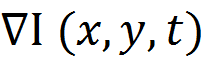 ∇I (x, y, t)